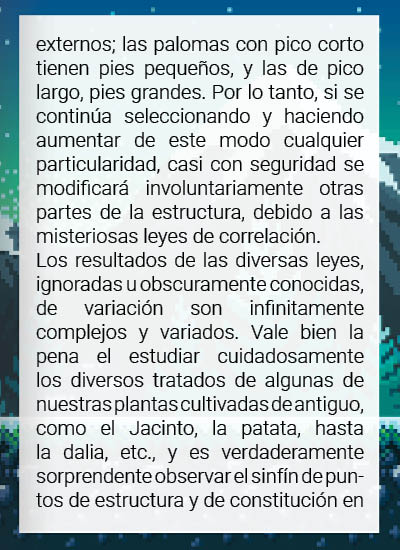 externos; las palomas con pico corto
tienen pies pequeños, y las de pico
largo, pies grandes. Por lo tanto, si se
continúa seleccionando y haciendo
aumentar de este modo cualquier
particularidad, casi con seguridad se
modificará involuntariamente otras
partes de la estructura, debido a las
misteriosas leyes de correlación.
Los resultados de las diversas leyes,
ignoradas u obscuramente conocidas,
de variación son infinitamente
complejos y variados. Vale bien la
pena el estudiar cuidadosamente
los diversos tratados de algunas de
nuestras plantas cultivadas de antiguo,
como el Jacinto, la patata, hasta
la dalia, etc., y es verdaderamente
sorprendente observar el sinfín de pun-
tos de estructura y de constitución en